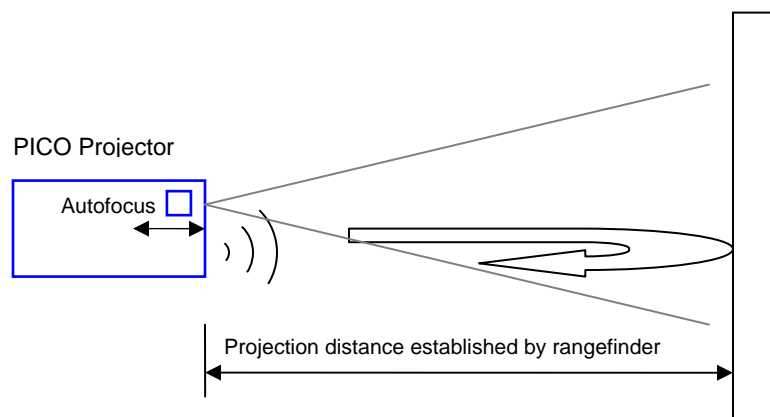 PICO Projector
Autofocus
Projection distance established by rangefinder